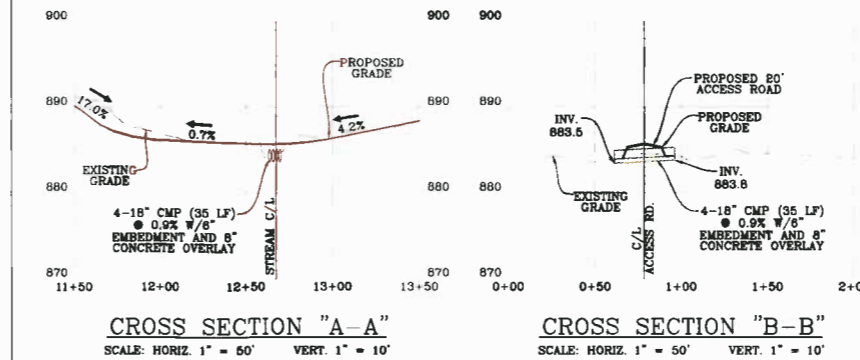 900
890
880
870
17.0%
0.7%
4.2%
PROPOSED
GRADE
EXISTING
GRADE
4-18" CMP (35 LF)
@ 0.9% W/6"
EMBEDMENT AND 8"
CONCRETE OVERLAY
STREAM C/L
11+50
12+00
12+50
13+00
13+50
CROSS SECTION "A-A"
SCALE: HORIZ. 1" = 50' VERT. 1" = 10'
900
890
880
870
900
PROPOSED 20'
ACCESS ROAD
PROPOSED
GRADE
INV.
883.5
INV.
883.8
EXISTING
GRADE
4-18" CMP (35 LF)
@ 0.9% W/6"
EMBEDMENT AND 8"
CONCRETE OVERLAY
C/L
ACCESS RD.
0+00
0+50
1+00
1+50
CROSS SECTION "B-B"
SCALE: HORIZ. 1" = 50' VERT. 1" = 10'